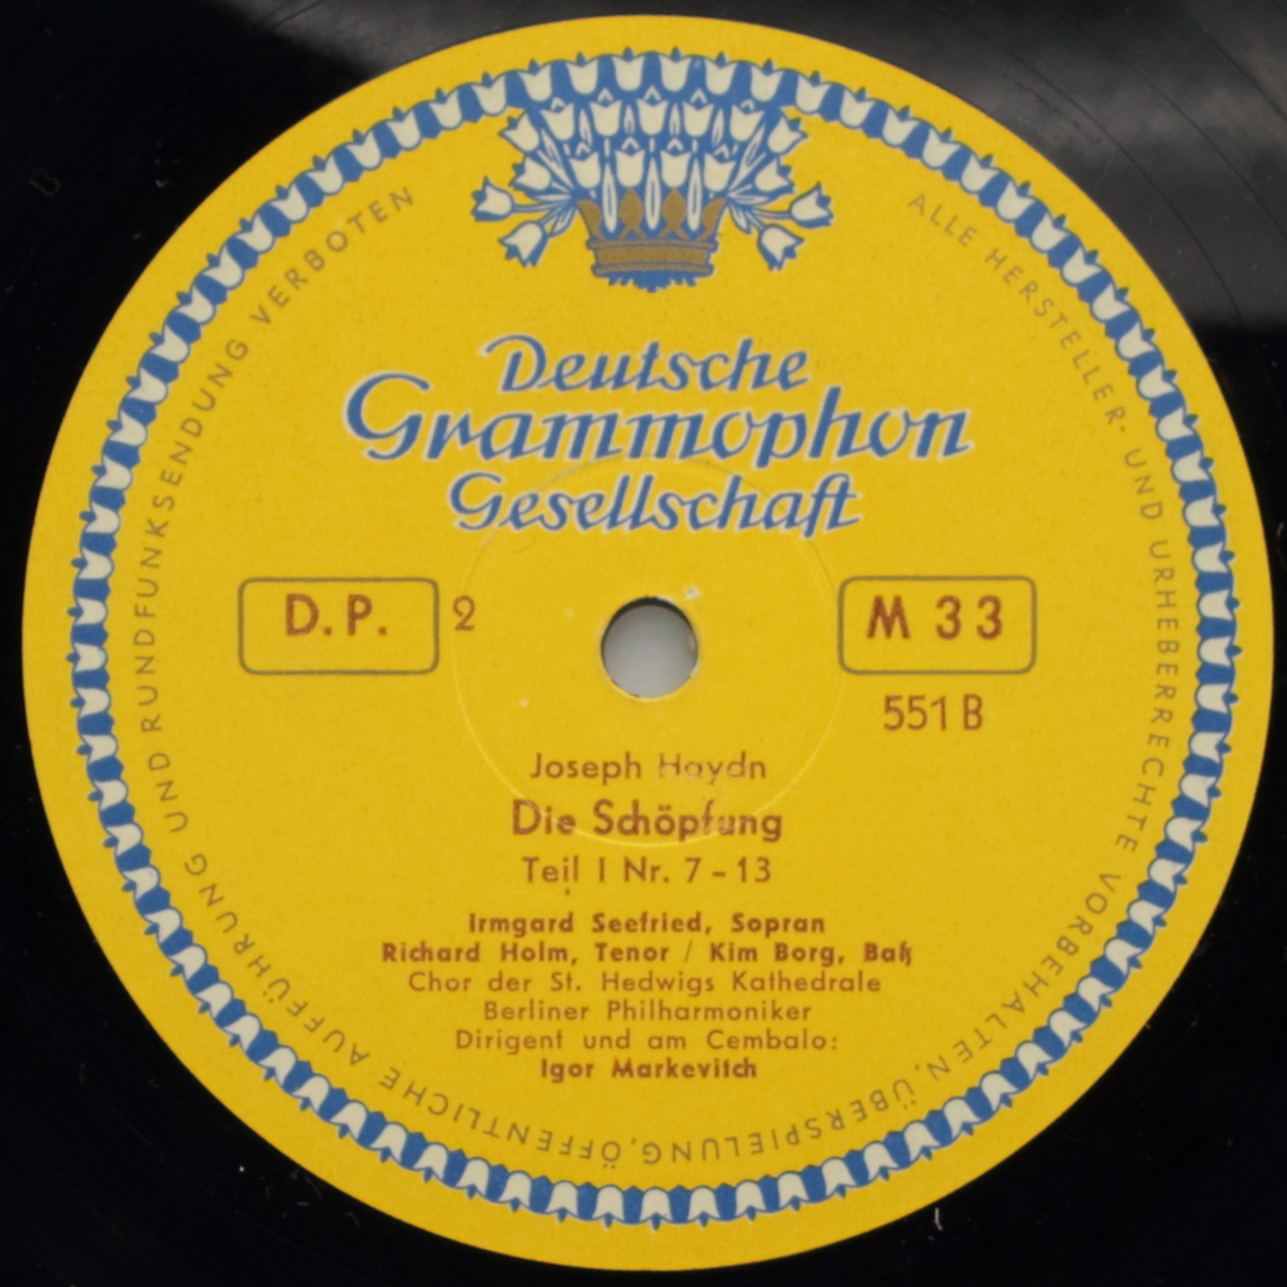 ALLE HERSTELLER- UND URHEBERRECHTE VORBEHALTEN, ÜBERSPIELUNG, ÖFFENTLICHE AUFFÜHRUNG UND RUNDFUNKSENDUNG VERBOTEN
Deutsche
Grammophon
Gesellschaft
D.P. 2
M 33
551 B
Joseph Haydn
Die Schöpfung
Teil I Nr. 7-13
Irmgard Seefried, Sopran
Richard Holm, Tenor / Kim Borg, Baß
Chor der St. Hedwigs Kathedrale
Berliner Philharmoniker
Dirigent und am Cembalo:
Igor Markevitch